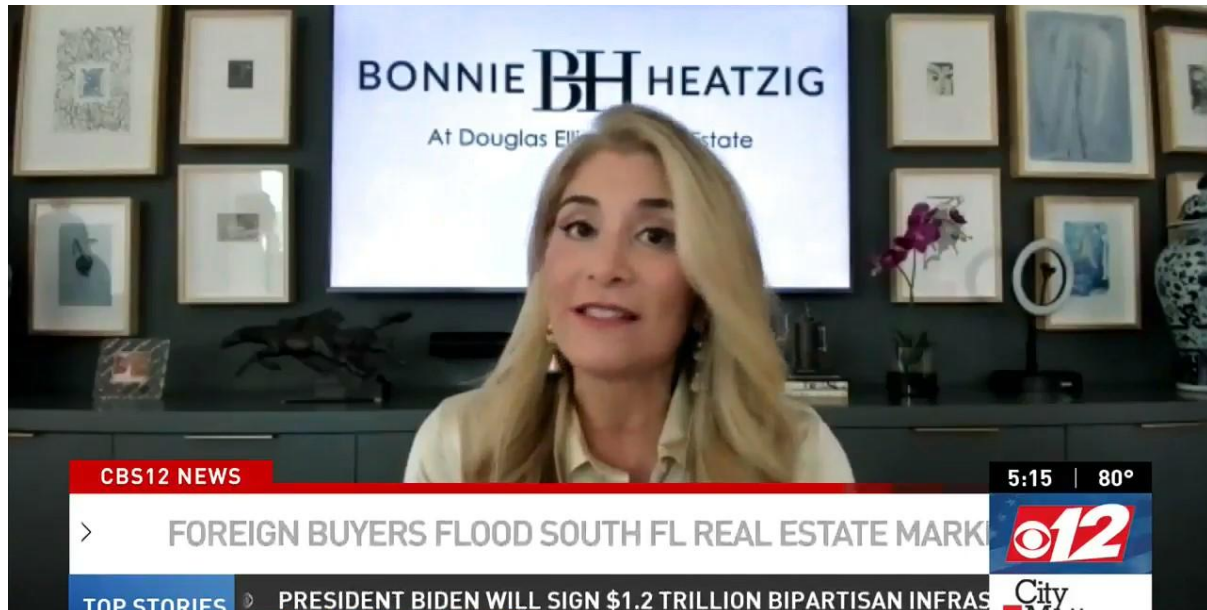 BONNIE BH HEATZIG
At Douglas Elli state
CBS12 NEWS
5:15 | 80°
> FOREIGN BUYERS FLOOD SOUTH FL REAL ESTATE MARK
12
TOP STORIES PRESIDENT BIDEN WILL SIGN $1.2 TRILLION BIPARTISAN INFRAS
City